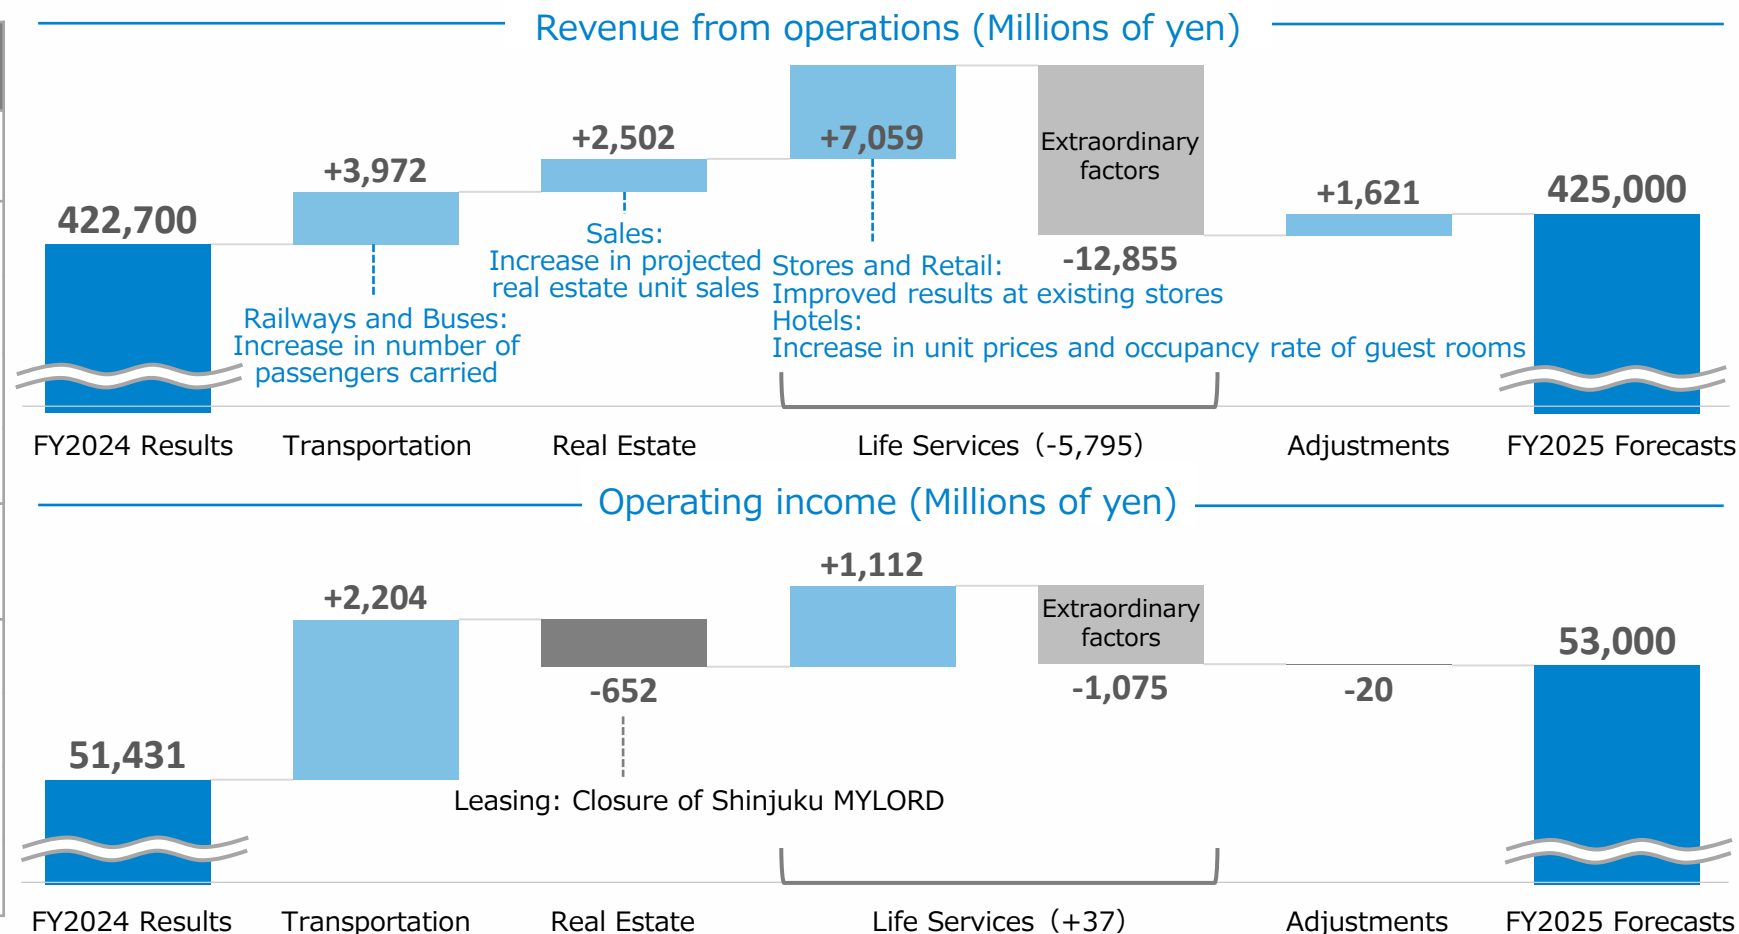 Revenue from operations (Millions of yen)
422,700
+3,972
Railways and Buses:
Increase in number of
passengers carried
+2,502
Sales:
Increase in projected
real estate unit sales
+7,059
Stores and Retail:
Improved results at existing stores
Hotels:
Increase in unit prices and occupancy rate of guest rooms
Extraordinary
factors
-12,855
+1,621
425,000
FY2024 Results
Transportation
Real Estate
Life Services (-5,795)
Adjustments
FY2025 Forecasts
Operating income (Millions of yen)
51,431
+2,204
-652
Leasing: Closure of Shinjuku MYLORD
+1,112
Extraordinary
factors
-1,075
-20
53,000
FY2024 Results
Transportation
Real Estate
Life Services (+37)
Adjustments
FY2025 Forecasts